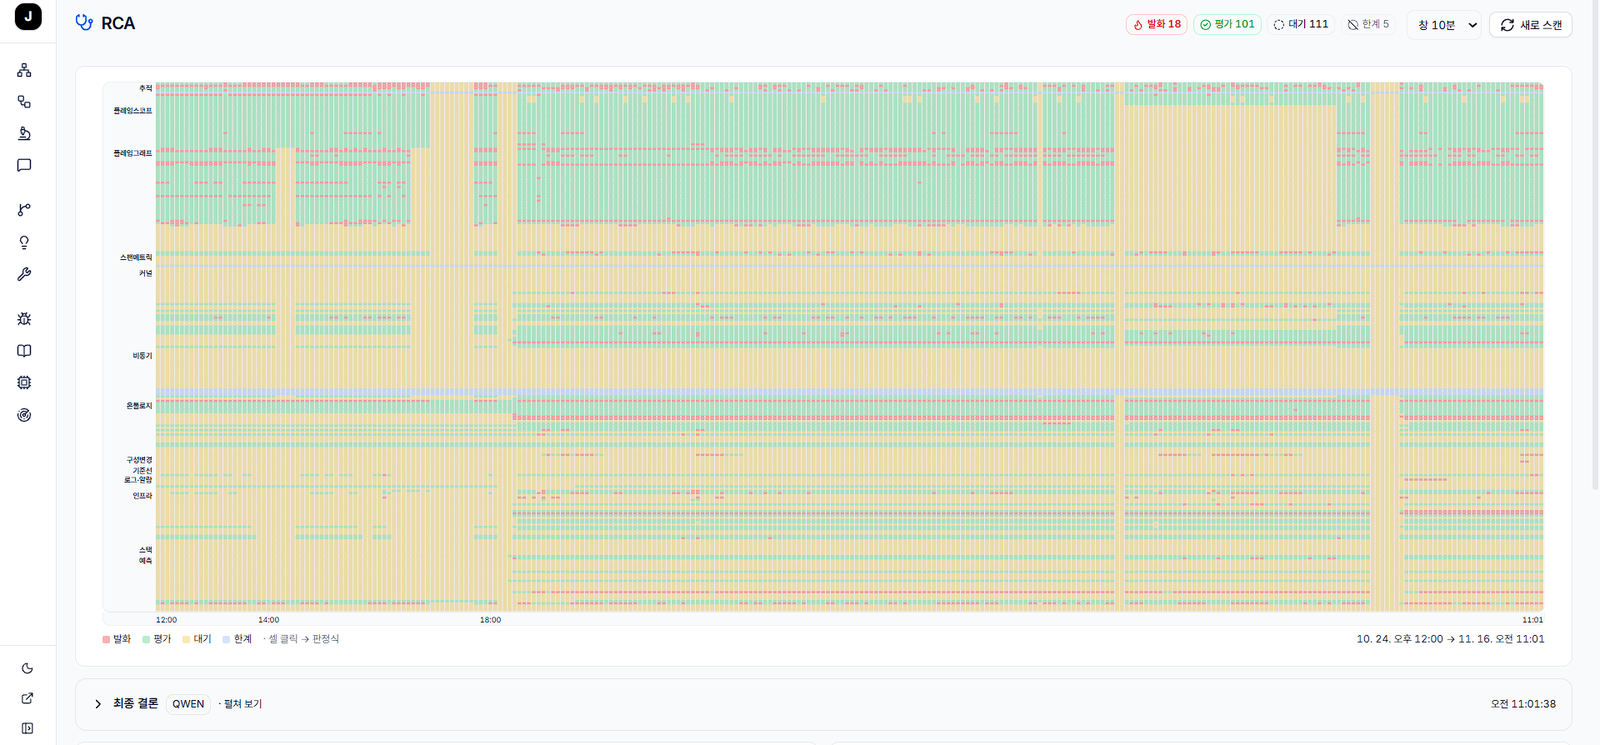 J
RCA
발화 18
평가 101
대기 111
한계 5
창 10분
새로 스캔
추적
플레임스코프
플레임그래프
스팬메트릭
커널
비동기
온톨로지
구성변경
기준선
로그·알람
인프라
스택
예측
12:00
14:00
18:00
11:01
발화
평가
대기
한계
· 셀 클릭 → 판정식
10. 24. 오후 12:00 → 11. 16. 오전 11:01
최종 결론
QWEN
· 펼쳐 보기
오전 11:01:38